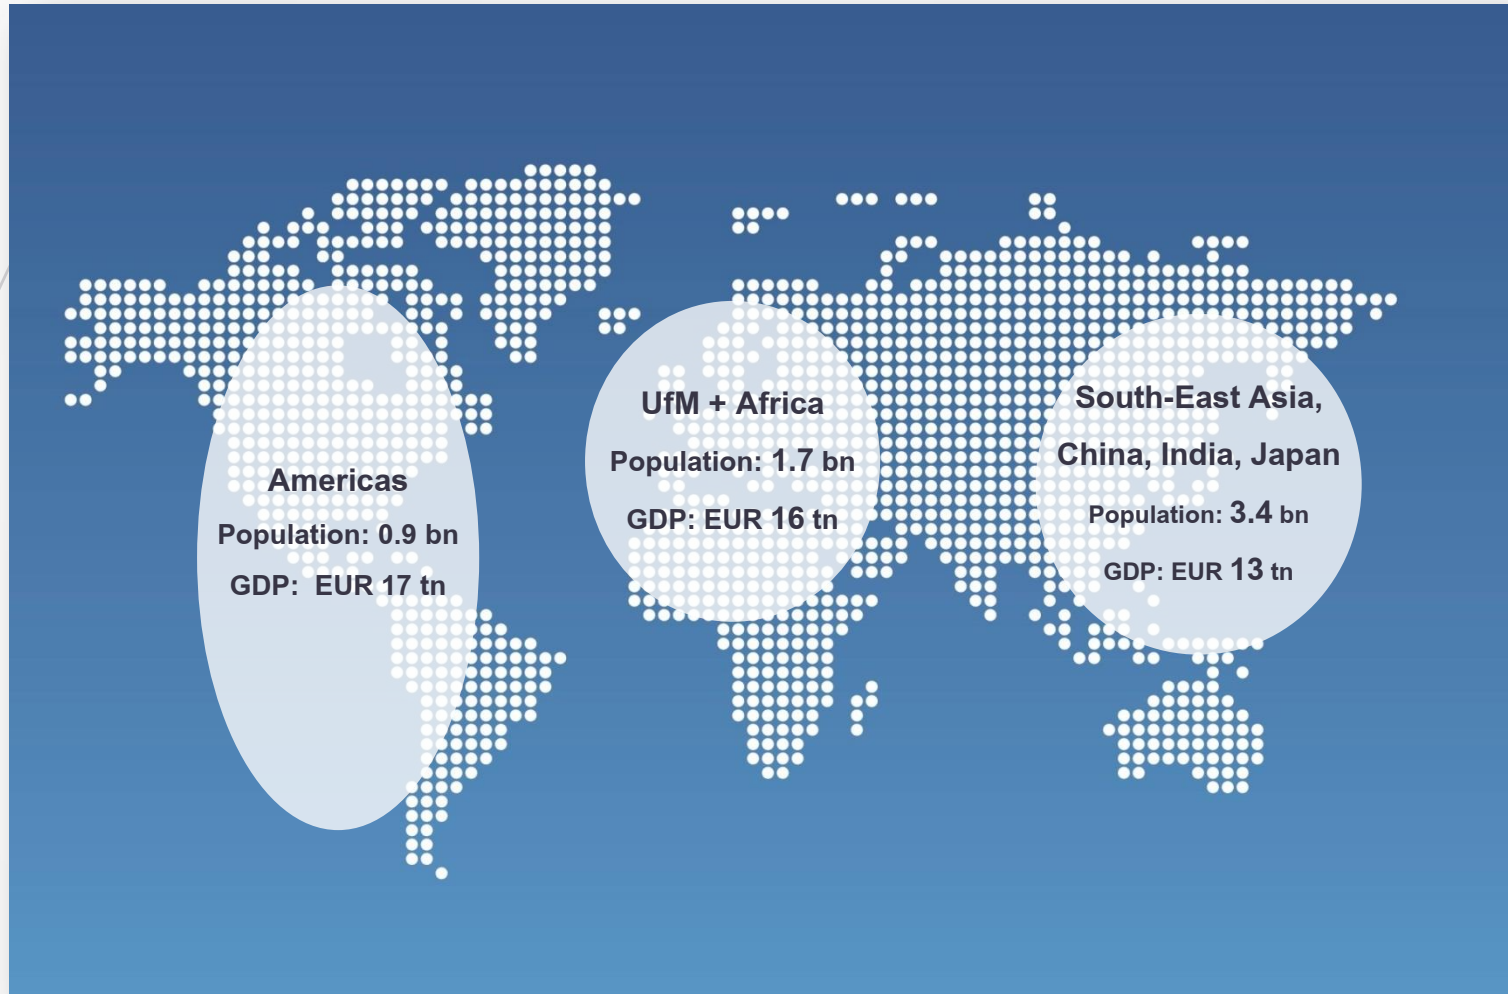 Americas
Population: 0.9 bn
GDP: EUR 17 tn
UfM + Africa
Population: 1.7 bn
GDP: EUR 16 tn
South-East Asia,
China, India, Japan
Population: 3.4 bn
GDP: EUR 13 tn